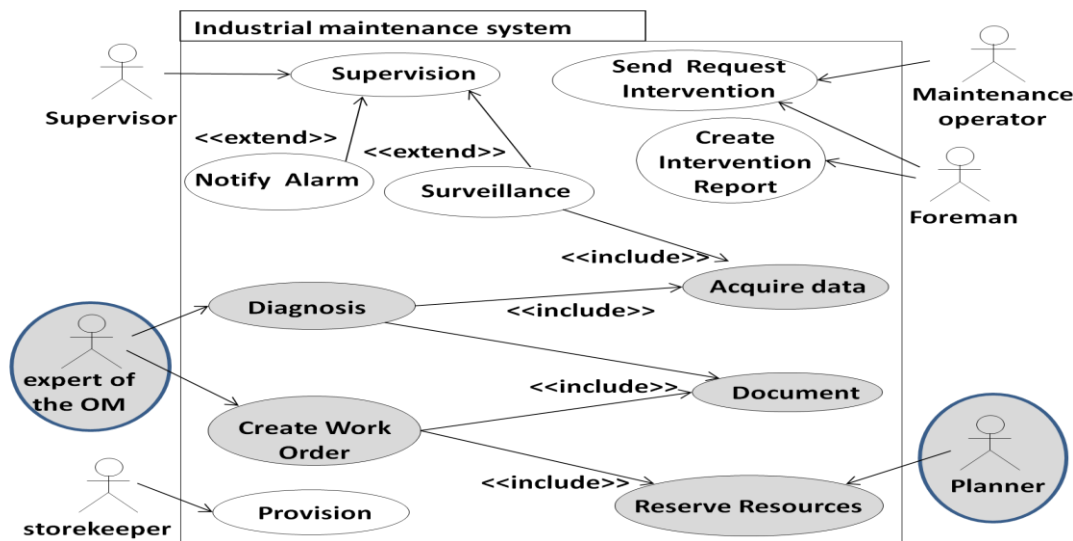 Industrial maintenance system
Supervisor
Supervision
Send Request
Intervention
Maintenance
operator
<<extend>>
<<extend>>
Notify Alarm
Surveillance
Create
Intervention
Report
Foreman
<<include>>
Acquire data
Diagnosis
<<include>>
expert of
the OM
<<include>>
Document
Create Work
Order
<<include>>
Reserve Resources
Planner
storekeeper
Provision